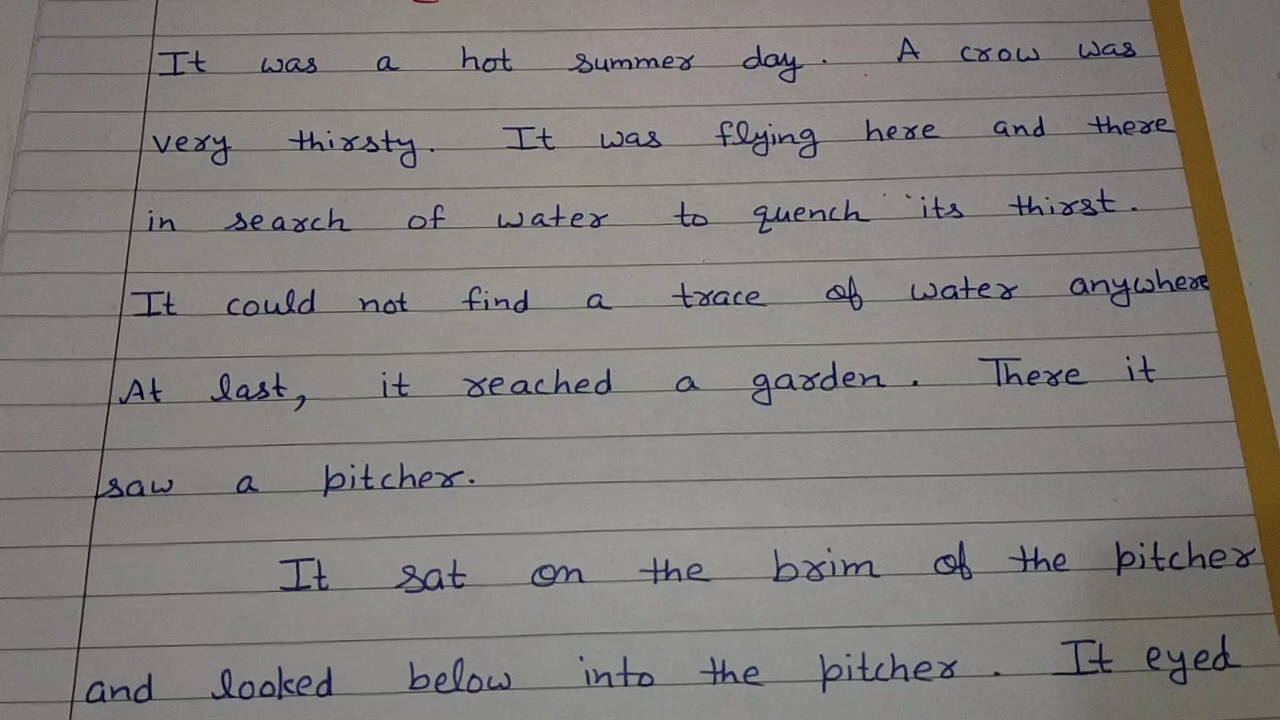 It was a hot summer day. A crow was
very thirsty. It was flying here and there
in search of water to quench its thirst.
It could not find a trace of water anywhere
At last, it reached a garden. There it
saw a pitcher.
It sat on the brim of the pitcher
and looked below into the pitcher. It eyed